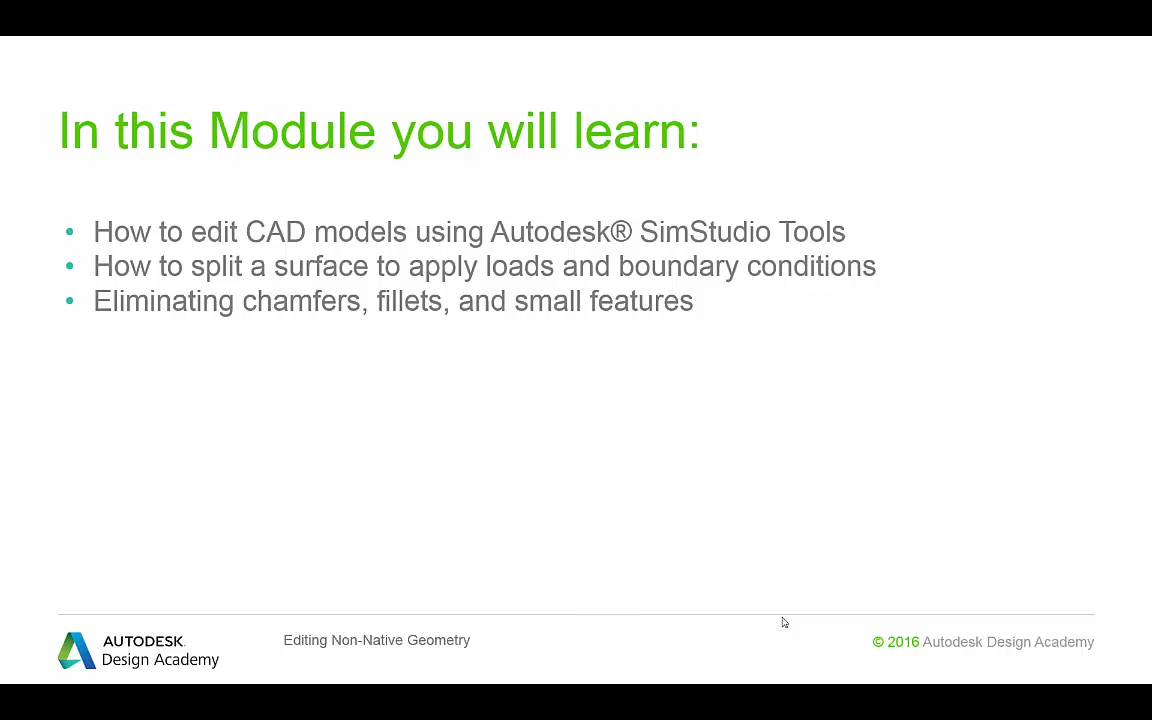 In this Module you will learn:
• How to edit CAD models using Autodesk® SimStudio Tools
• How to split a surface to apply loads and boundary conditions
• Eliminating chamfers, fillets, and small features
AUTODESK.
Design Academy
Editing Non-Native Geometry
© 2016 Autodesk Design Academy